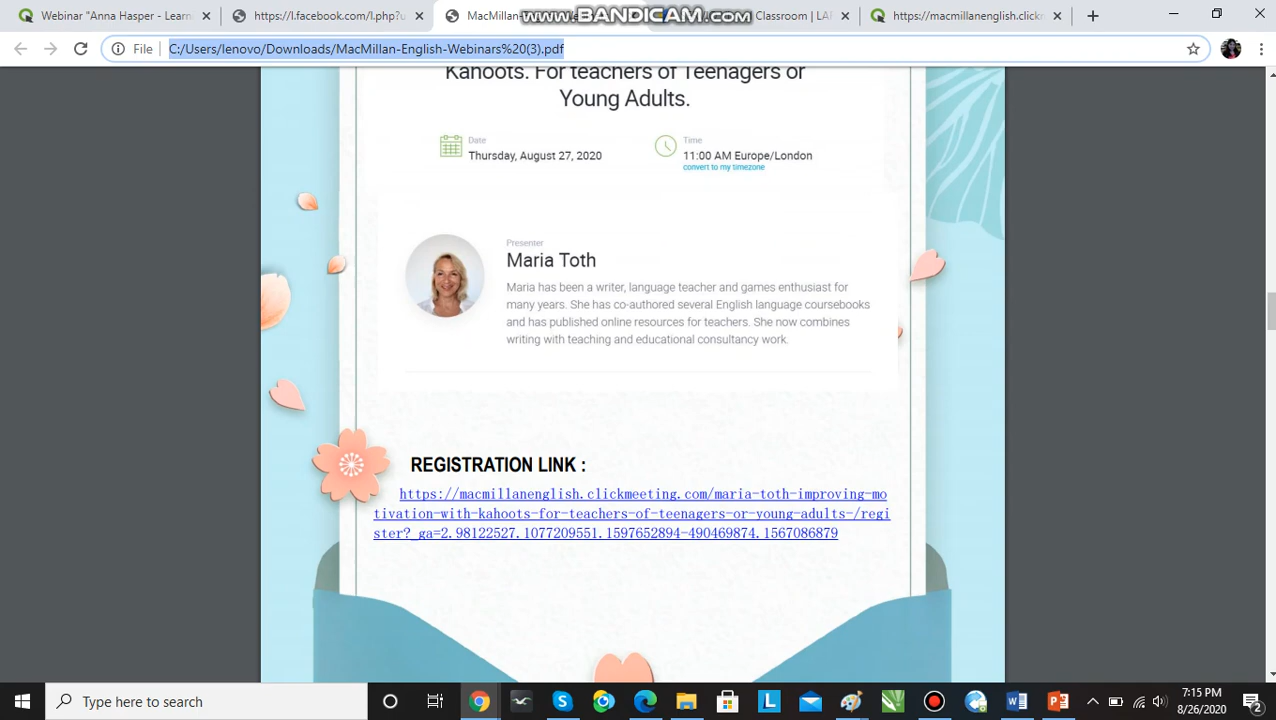 Webinar "Anna Hasper - Learn
https://l.facebook.com/l.php?
MacMillan-
WWW.BANDICAM.COM
Classroom | LAP
https://macmillanenglish.clickm
File
C:/Users/lenovo/Downloads/MacMillan-English-Webinars%20(3).pdf
Kahoots. For teachers of Teenagers or
Young Adults.
Date
Thursday, August 27, 2020
Time
11:00 AM Europe/London
convert to my timezone
Presenter
Maria Toth
Maria has been a writer, language teacher and games enthusiast for
many years. She has co-authored several English language coursebooks
and has published online resources for teachers. She now combines
writing with teaching and educational consultancy work.
REGISTRATION LINK :
https://macmillanenglish.clickmeeting.com/maria-toth-improving-mo
tivation-with-kahoots-for-teachers-of-teenagers-or-young-adults-/regi
ster?_ga=2.98122527.1077209551.1597652894-490469874.1567086879
Type here to search
7:15 PM
8/26/2020
2